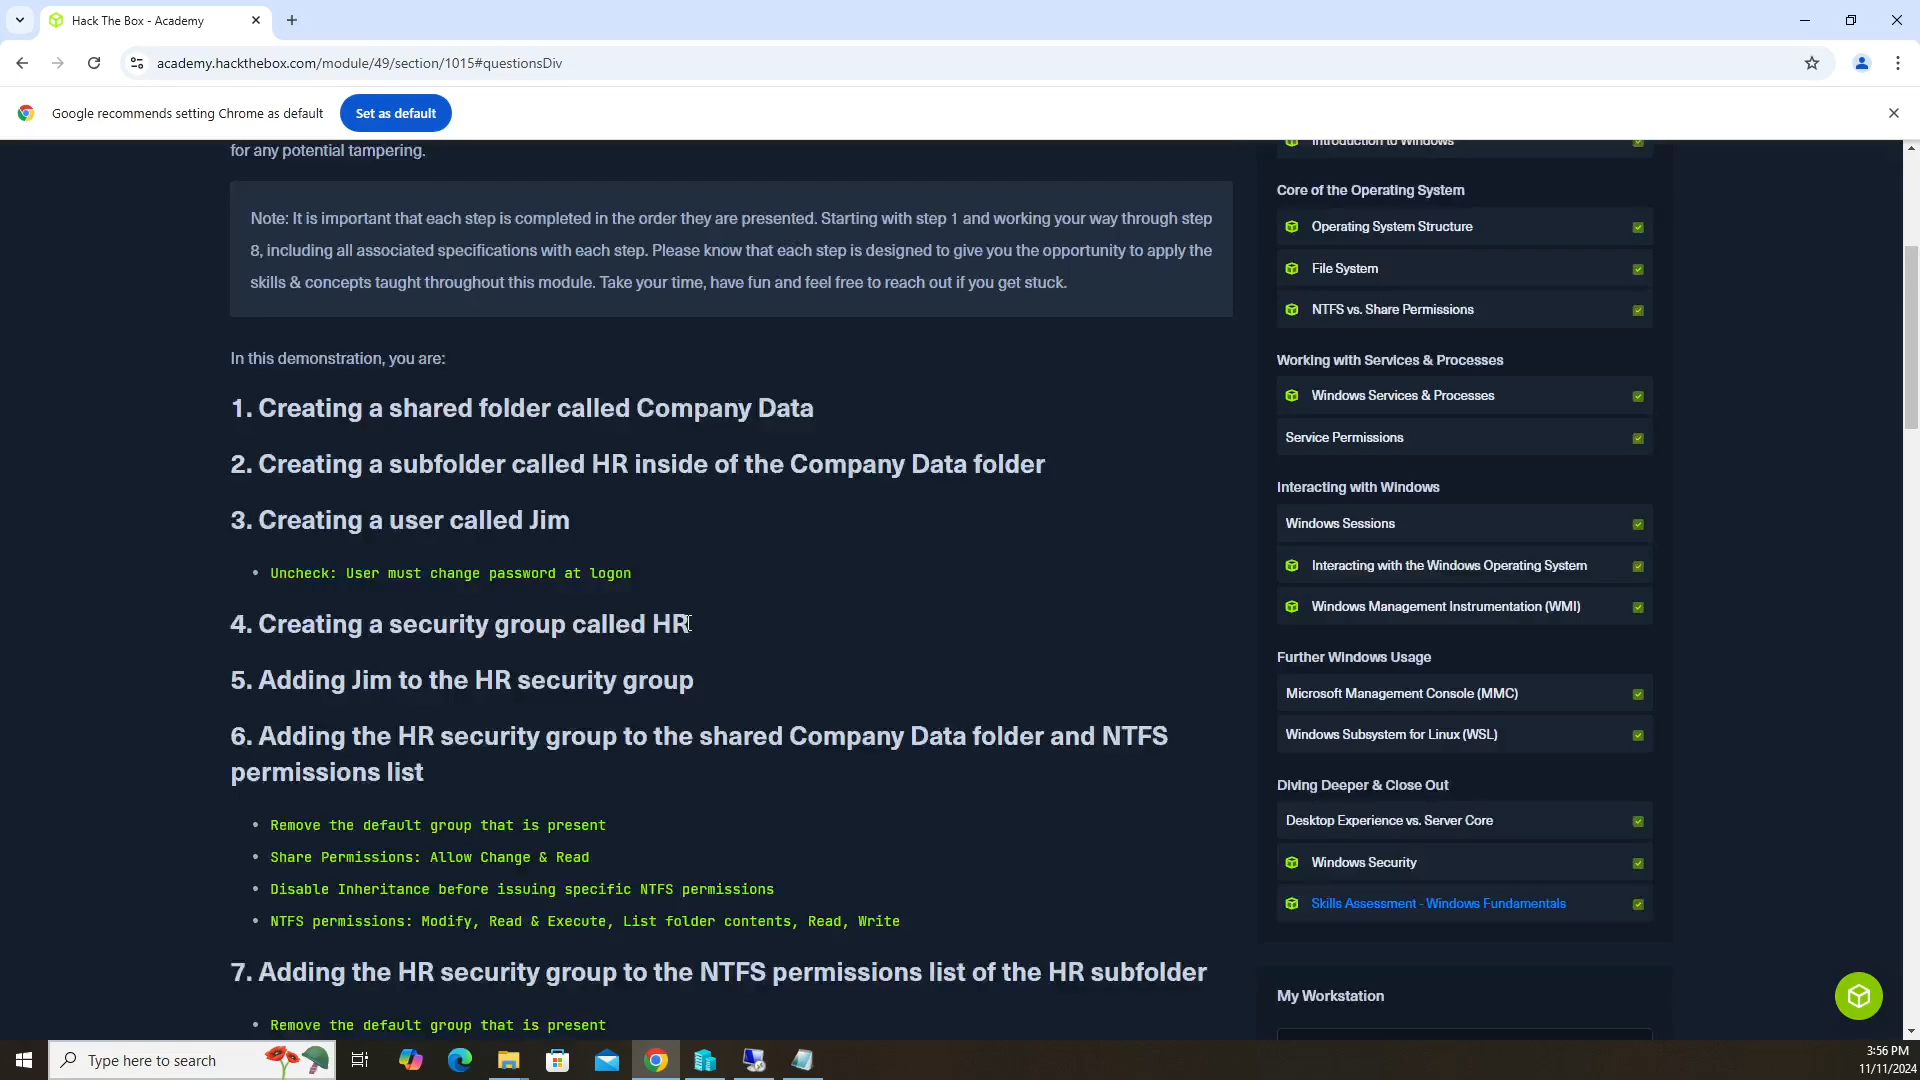 Hack The Box - Academy
academy.hackthebox.com/module/49/section/1015#questionsDiv
Google recommends setting Chrome as default
Set as default
for any potential tampering.
Note: It is important that each step is completed in the order they are presented. Starting with step 1 and working your way through step
8, including all associated specifications with each step. Please know that each step is designed to give you the opportunity to apply the
skills & concepts taught throughout this module. Take your time, have fun and feel free to reach out if you get stuck.
In this demonstration, you are:
1. Creating a shared folder called Company Data
2. Creating a subfolder called HR inside of the Company Data folder
3. Creating a user called Jim
• Uncheck: User must change password at logon
4. Creating a security group called HR
5. Adding Jim to the HR security group
6. Adding the HR security group to the shared Company Data folder and NTFS
permissions list
• Remove the default group that is present
• Share Permissions: Allow Change & Read
• Disable Inheritance before issuing specific NTFS permissions
• NTFS permissions: Modify, Read & Execute, List folder contents, Read, Write
7. Adding the HR security group to the NTFS permissions list of the HR subfolder
• Remove the default group that is present
Introduction to Windows
Core of the Operating System
Operating System Structure
File System
NTFS vs. Share Permissions
Working with Services & Processes
Windows Services & Processes
Service Permissions
Interacting with Windows
Windows Sessions
Interacting with the Windows Operating System
Windows Management Instrumentation (WMI)
Further Windows Usage
Microsoft Management Console (MMC)
Windows Subsystem for Linux (WSL)
Diving Deeper & Close Out
Desktop Experience vs. Server Core
Windows Security
Skills Assessment - Windows Fundamentals
My Workstation
Type here to search
3:56 PM
11/11/2024